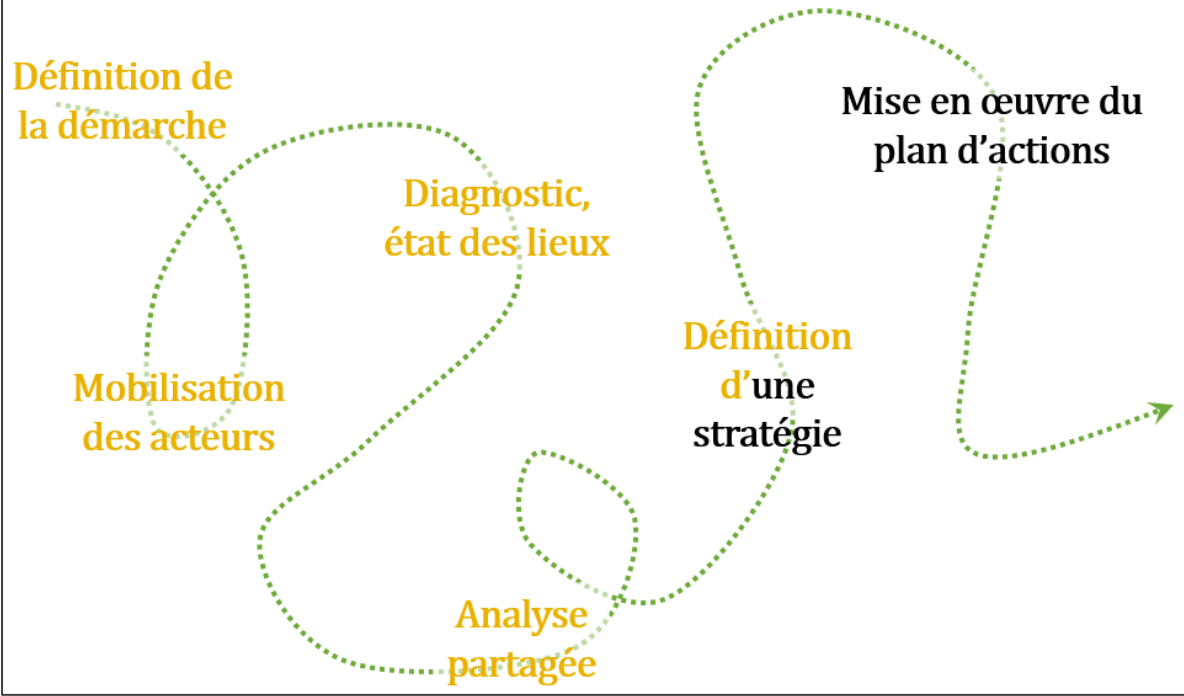 Définition de
la démarche
Mobilisation
des acteurs
Diagnostic,
état des lieux
Analyse
partagée
Définition
d’une
stratégie
Mise en œuvre du
plan d’actions